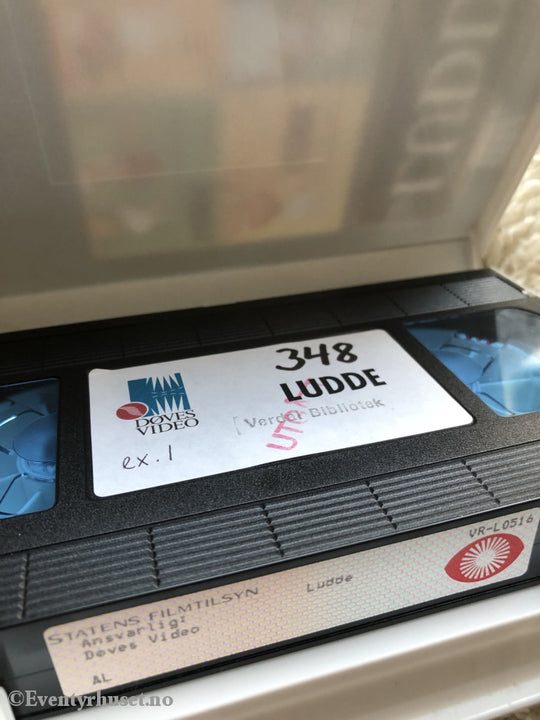 LUDDE
348
LUDDE
Verdal Bibliotek
DØVES
VIDEO
ex. 1
VR-L0516
STATENS FILMTILSYN Ludde
Ansvarlig:
Døves Video
AL
©Eventyrhuset.no